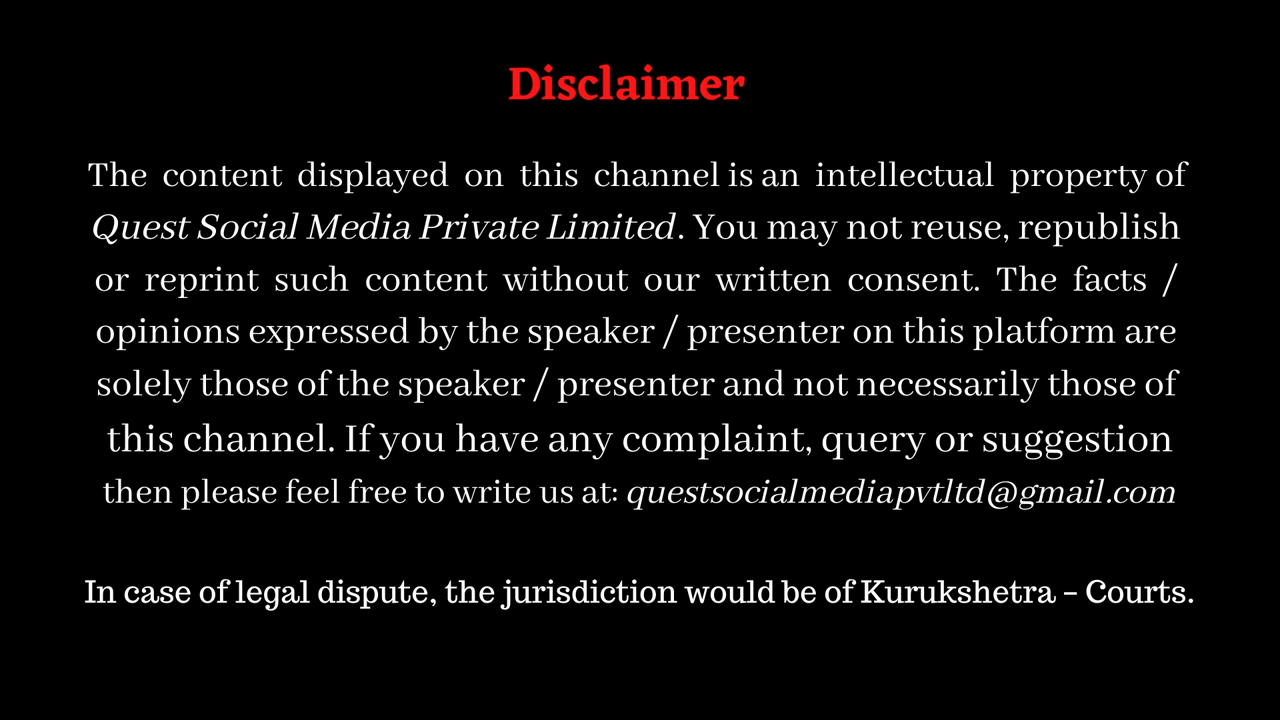 Disclaimer
The content displayed on this channel is an intellectual property of
Quest Social Media Private Limited. You may not reuse, republish
or reprint such content without our written consent. The facts /
opinions expressed by the speaker / presenter on this platform are
solely those of the speaker / presenter and not necessarily those of
this channel. If you have any complaint, query or suggestion
then please feel free to write us at: questsocialmediapvtltd@gmail.com
In case of legal dispute, the jurisdiction would be of Kurukshetra – Courts.